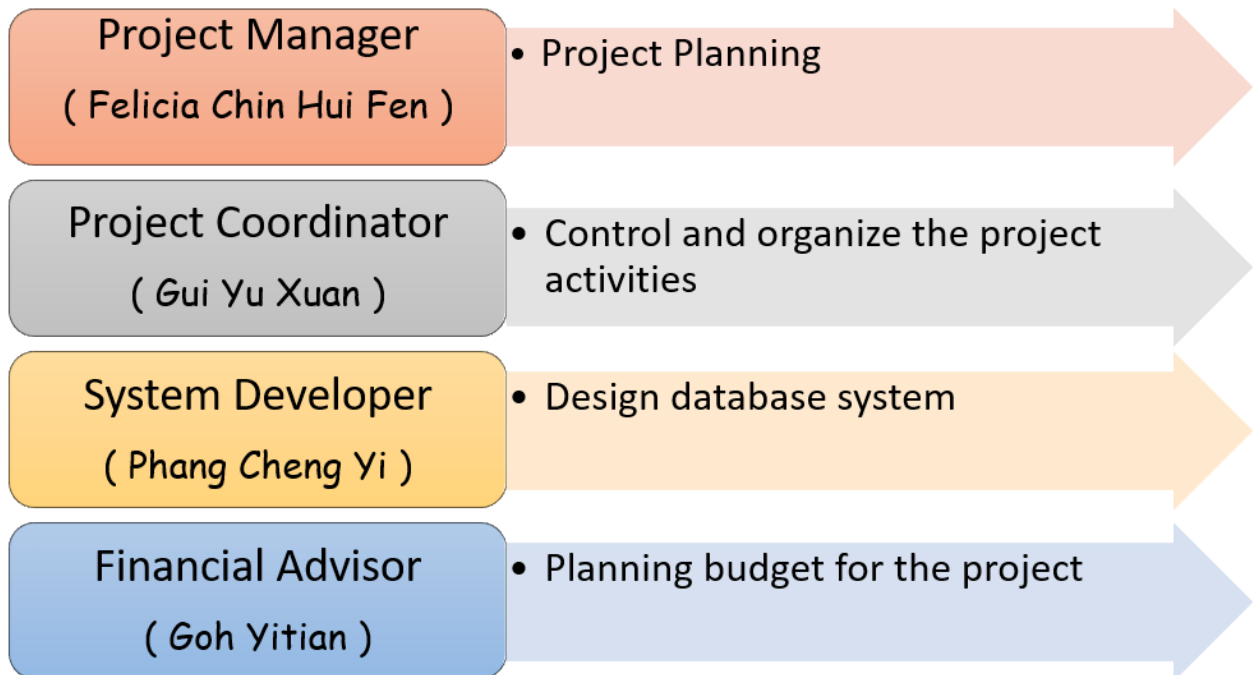 Project Manager
( Felicia Chin Hui Fen )
• Project Planning
Project Coordinator
( Gui Yu Xuan )
• Control and organize the project
activities
System Developer
( Phang Cheng Yi )
• Design database system
Financial Advisor
( Goh Yitian )
• Planning budget for the project